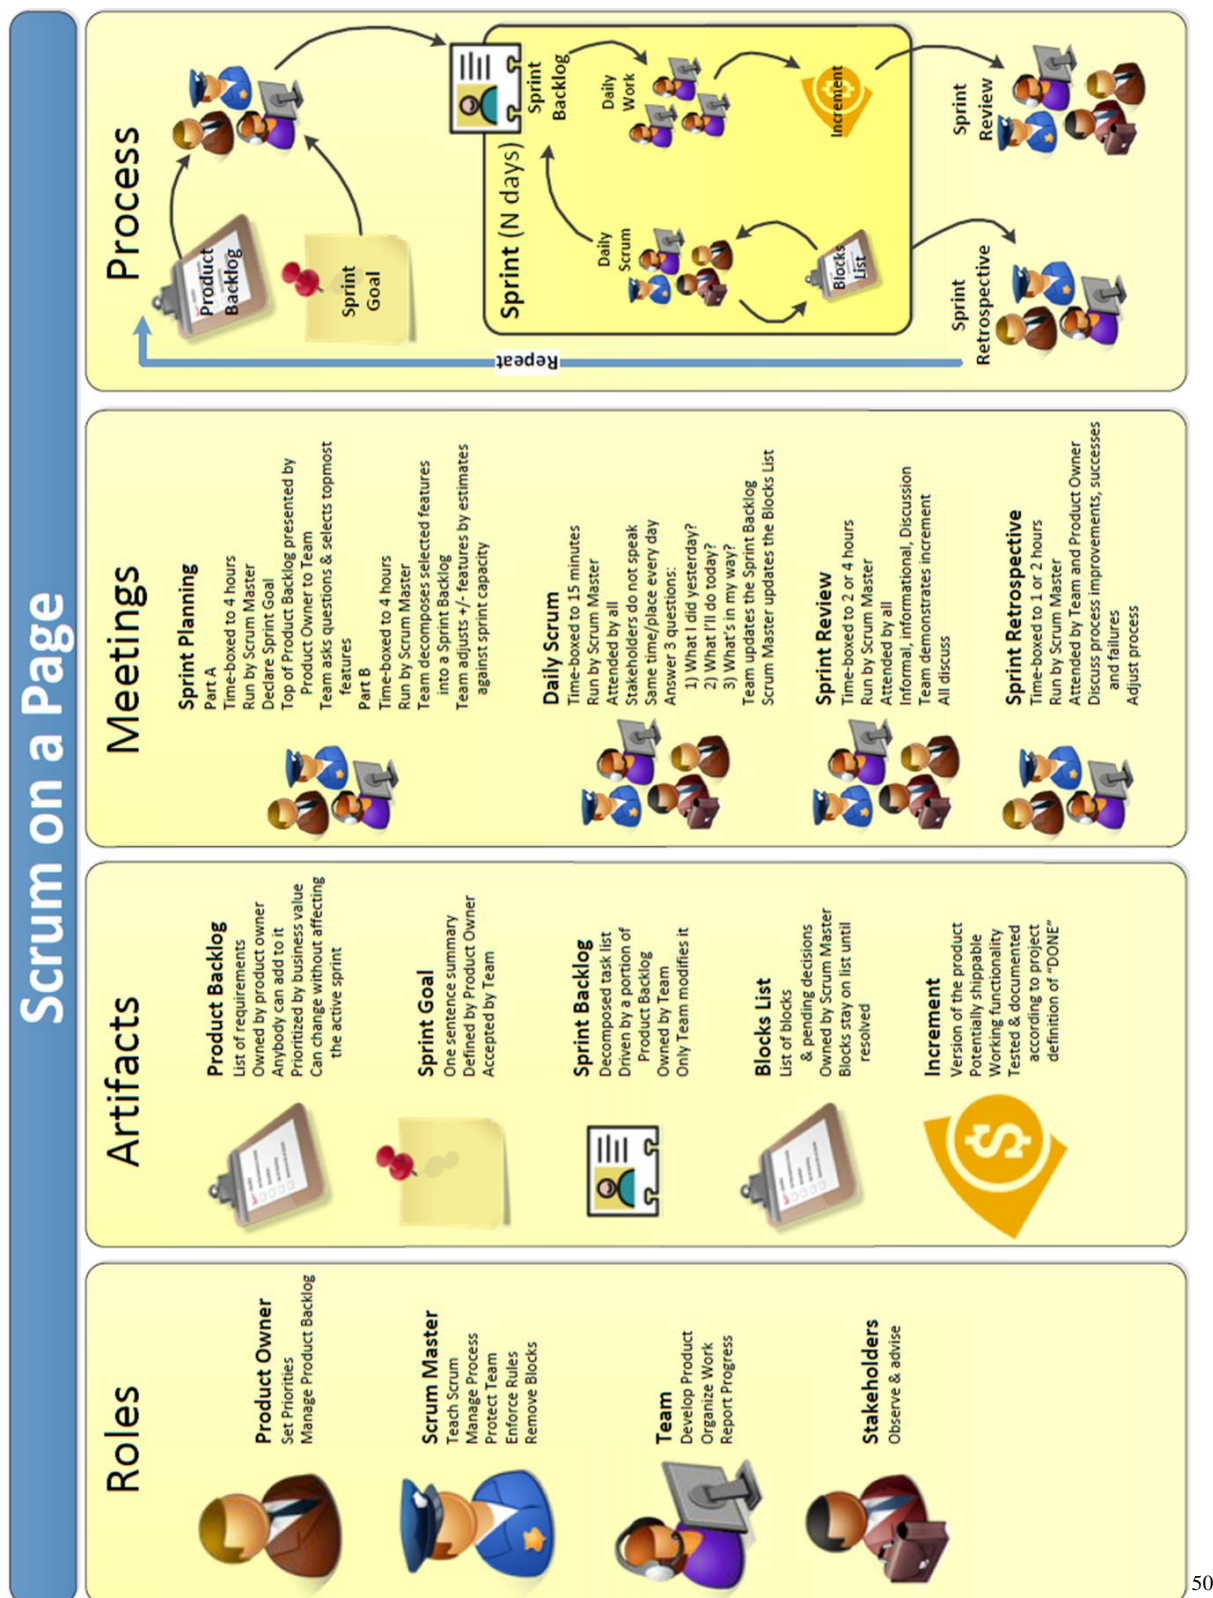 Scrum on a Page
Roles
Product Owner
Set Priorities
Manage Product Backlog
Scrum Master
Teach Scrum
Manage Process
Protect Team
Enforce Rules
Remove Blocks
Team
Develop Product
Organize Work
Report Progress
Stakeholders
Observe & advise
Artifacts
Product Backlog
List of requirements
Owned by product owner
Anybody can add to it
Prioritized by business value
Can change without affecting
the active sprint
Sprint Goal
One sentence summary
Defined by Product Owner
Accepted by Team
Sprint Backlog
Decomposed task list
Driven by a portion of
Product Backlog
Owned by Team
Only Team modifies it
Blocks List
List of blocks
& pending decisions
Owned by Scrum Master
Blocks stay on list until
resolved
Increment
Version of the product
Potentially shippable
Working functionality
Tested & documented
according to project
definition of “DONE”
Meetings
Sprint Planning
Part A
Time-boxed to 4 hours
Run by Scrum Master
Declare Sprint Goal
Top of Product Backlog presented by
Product Owner to Team
Team asks questions & selects topmost
features
Part B
Time-boxed to 4 hours
Run by Scrum Master
Team decomposes selected features
into a Sprint Backlog
Team adjusts +/- features by estimates
against sprint capacity
Daily Scrum
Time-boxed to 15 minutes
Run by Scrum Master
Attended by all
Stakeholders do not speak
Same time/place every day
Answer 3 questions:
1) What I did yesterday?
2) What I’ll do today?
3) What’s in my way?
Team updates the Sprint Backlog
Scrum Master updates the Blocks List
Sprint Review
Time-boxed to 2 or 4 hours
Run by Scrum Master
Attended by all
Informal, informational, Discussion
Team demonstrates increment
All discuss
Sprint Retrospective
Time-boxed to 1 or 2 hours
Run by Scrum Master
Attended by Team and Product Owner
Discuss process improvements, successes
and failures
Adjust process
Process
Product
Backlog
Sprint
Goal
Repeat
Sprint (N days)
Sprint
Backlog
Daily
Scrum
Daily
Work
Blocks
List
Increment
Sprint
Retrospective
Sprint
Review
50